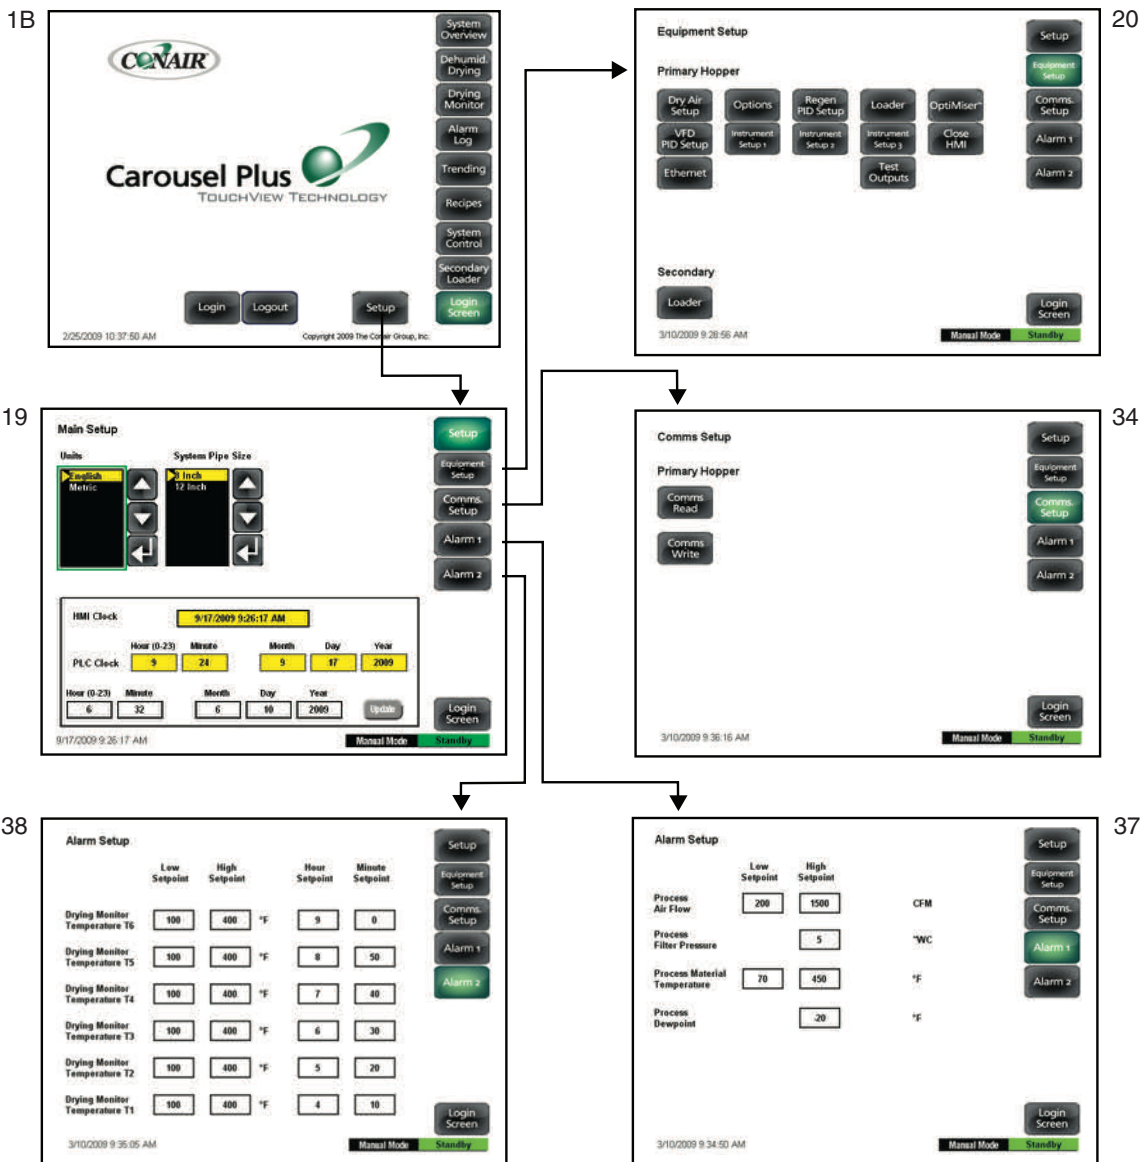 1B
CONAIR
Carousel Plus
TOUCHVIEW TECHNOLOGY
System
Overview
Dehumid.
Drying
Drying
Monitor
Alarm
Log
Trending
Recipes
System
Control
Secondary
Loader
Login
Screen
Login
Logout
Setup
2/25/2009 10:37:50 AM
Copyright 2009 The Conair Group, Inc.
20
Equipment Setup
Primary Hopper
Dry Air
Setup
Options
Regen
PID Setup
Loader
OptiMiser™
VFD
PID Setup
Instrument
Setup 1
Instrument
Setup 2
Instrument
Setup 3
Close
HMI
Ethernet
Test
Outputs
Secondary
Loader
Setup
Equipment
Setup
Comms.
Setup
Alarm 1
Alarm 2
Login
Screen
3/10/2009 9:28:56 AM
Manual Mode
Standby
19
Main Setup
Units
System Pipe Size
English
Metric
8 Inch
12 Inch
Setup
Equipment
Setup
Comms.
Setup
Alarm 1
Alarm 2
HMI Clock
9/17/2009 9:26:17 AM
Hour (0-23) Minute Month Day Year
PLC Clock 9 24 9 17 2009
Hour (0-23) Minute Month Day Year
6 32 6 10 2009 Update
Login
Screen
9/17/2009 9:26:17 AM
Manual Mode
Standby
34
Comms Setup
Primary Hopper
Comms
Read
Comms
Write
Setup
Equipment
Setup
Comms.
Setup
Alarm 1
Alarm 2
Login
Screen
3/10/2009 9:36:16 AM
Manual Mode
Standby
38
Alarm Setup
Low
Setpoint
High
Setpoint
Hour
Setpoint
Minute
Setpoint
Drying Monitor
Temperature T6
100 400 °F 9 0
Drying Monitor
Temperature T5
100 400 °F 8 50
Drying Monitor
Temperature T4
100 400 °F 7 40
Drying Monitor
Temperature T3
100 400 °F 6 30
Drying Monitor
Temperature T2
100 400 °F 5 20
Drying Monitor
Temperature T1
100 400 °F 4 10
Setup
Equipment
Setup
Comms.
Setup
Alarm 1
Alarm 2
Login
Screen
3/10/2009 9:35:05 AM
Manual Mode
Standby
37
Alarm Setup
Low
Setpoint
High
Setpoint
Process
Air Flow
200 1500 CFM
Process
Filter Pressure
5 "WC
Process Material
Temperature
70 450 °F
Process
Dewpoint
-20 °F
Setup
Equipment
Setup
Comms.
Setup
Alarm 1
Alarm 2
Login
Screen
3/10/2009 9:34:50 AM
Manual Mode
Standby